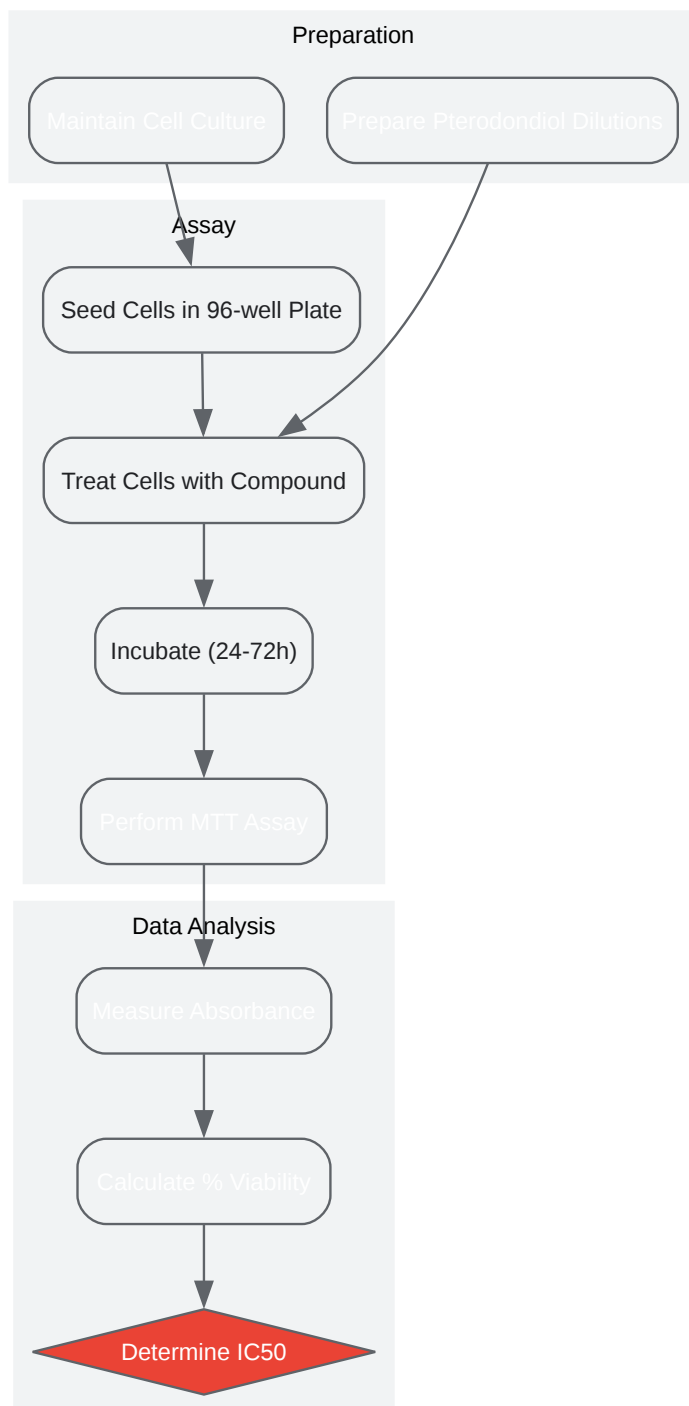 Preparation
Maintain Cell Culture
Prepare Pterodondiol Dilutions
Assay
Seed Cells in 96-well Plate
Treat Cells with Compound
Incubate (24-72h)
Perform MTT Assay
Data Analysis
Measure Absorbance
Calculate % Viability
Determine IC50